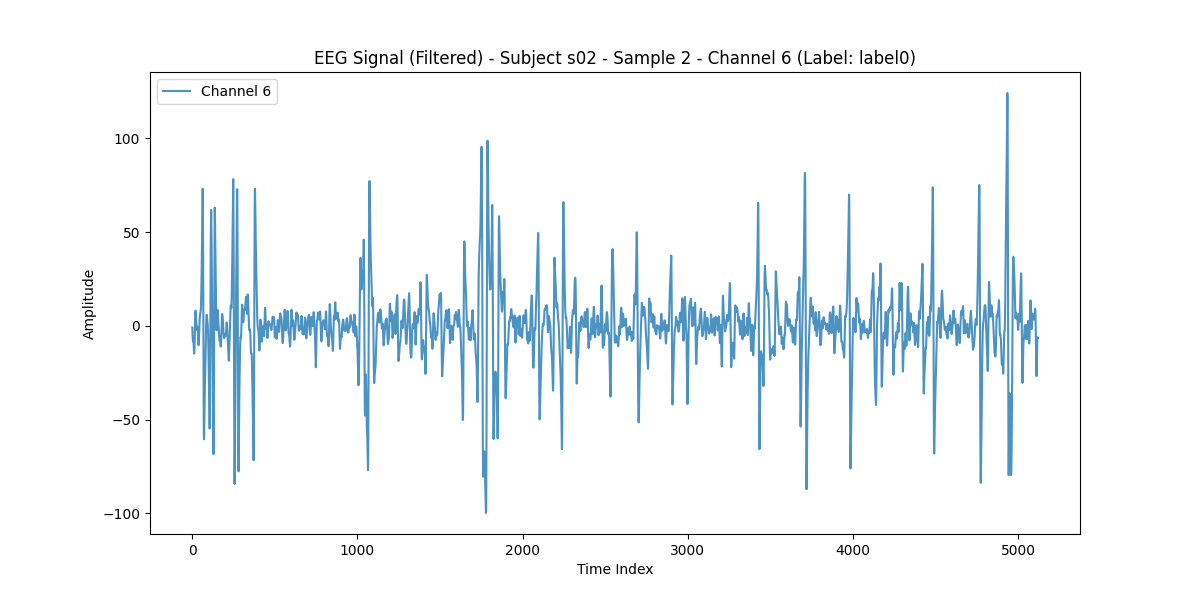 EEG Signal (Filtered) - Subject s02 - Sample 2 - Channel 6 (Label: label0)
Channel 6
Amplitude
100
50
0
−50
−100
0 1000 2000 3000 4000 5000
Time Index